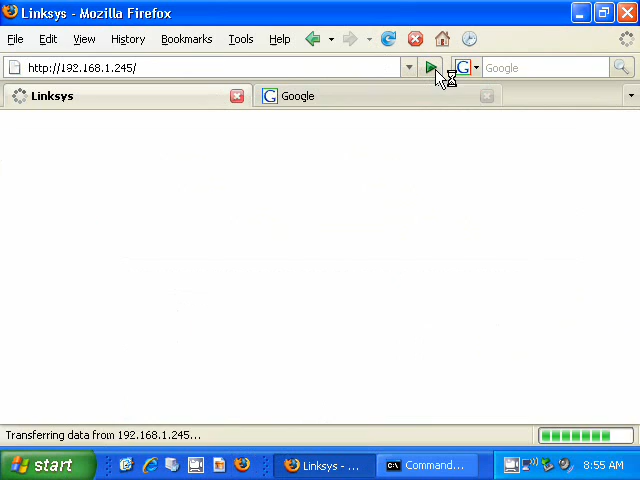 Linksys - Mozilla Firefox
File Edit View History Bookmarks Tools Help
http://192.168.1.245/
G Google
Linksys
G Google
Transferring data from 192.168.1.245...
start
Linksys - ...
C:\ Command...
8:55 AM